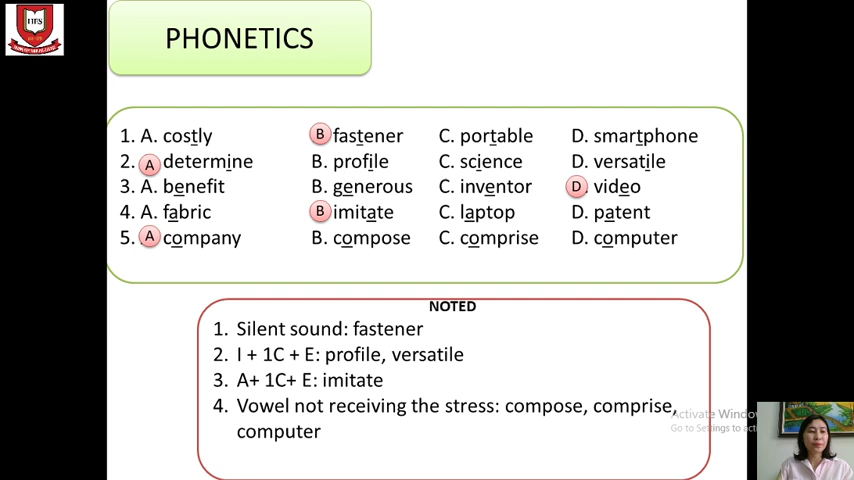 PHONETICS
1. A. costly B fastener C. portable D. smartphone
2. A determine B. profile C. science D. versatile
3. A. benefit B. generous C. inventor D. video
4. A. fabric B imitate C. laptop D. patent
5. A company B. compose C. comprise D. computer
NOTED
1. Silent sound: fastener
2. I + 1C + E: profile, versatile
3. A+ 1C+ E: imitate
4. Vowel not receiving the stress: compose, comprise,
computer
Activate Windo
Go to Settings to acti